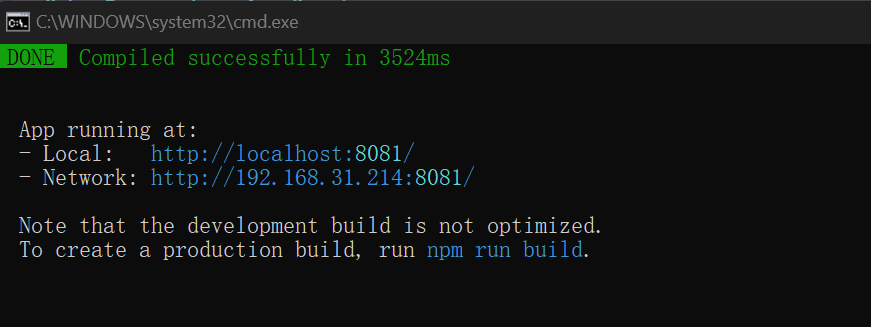 C:\WINDOWS\system32\cmd.exe
DONE Compiled successfully in 3524ms
App running at:
- Local: http://localhost:8081/
- Network: http://192.168.31.214:8081/
Note that the development build is not optimized.
To create a production build, run npm run build.